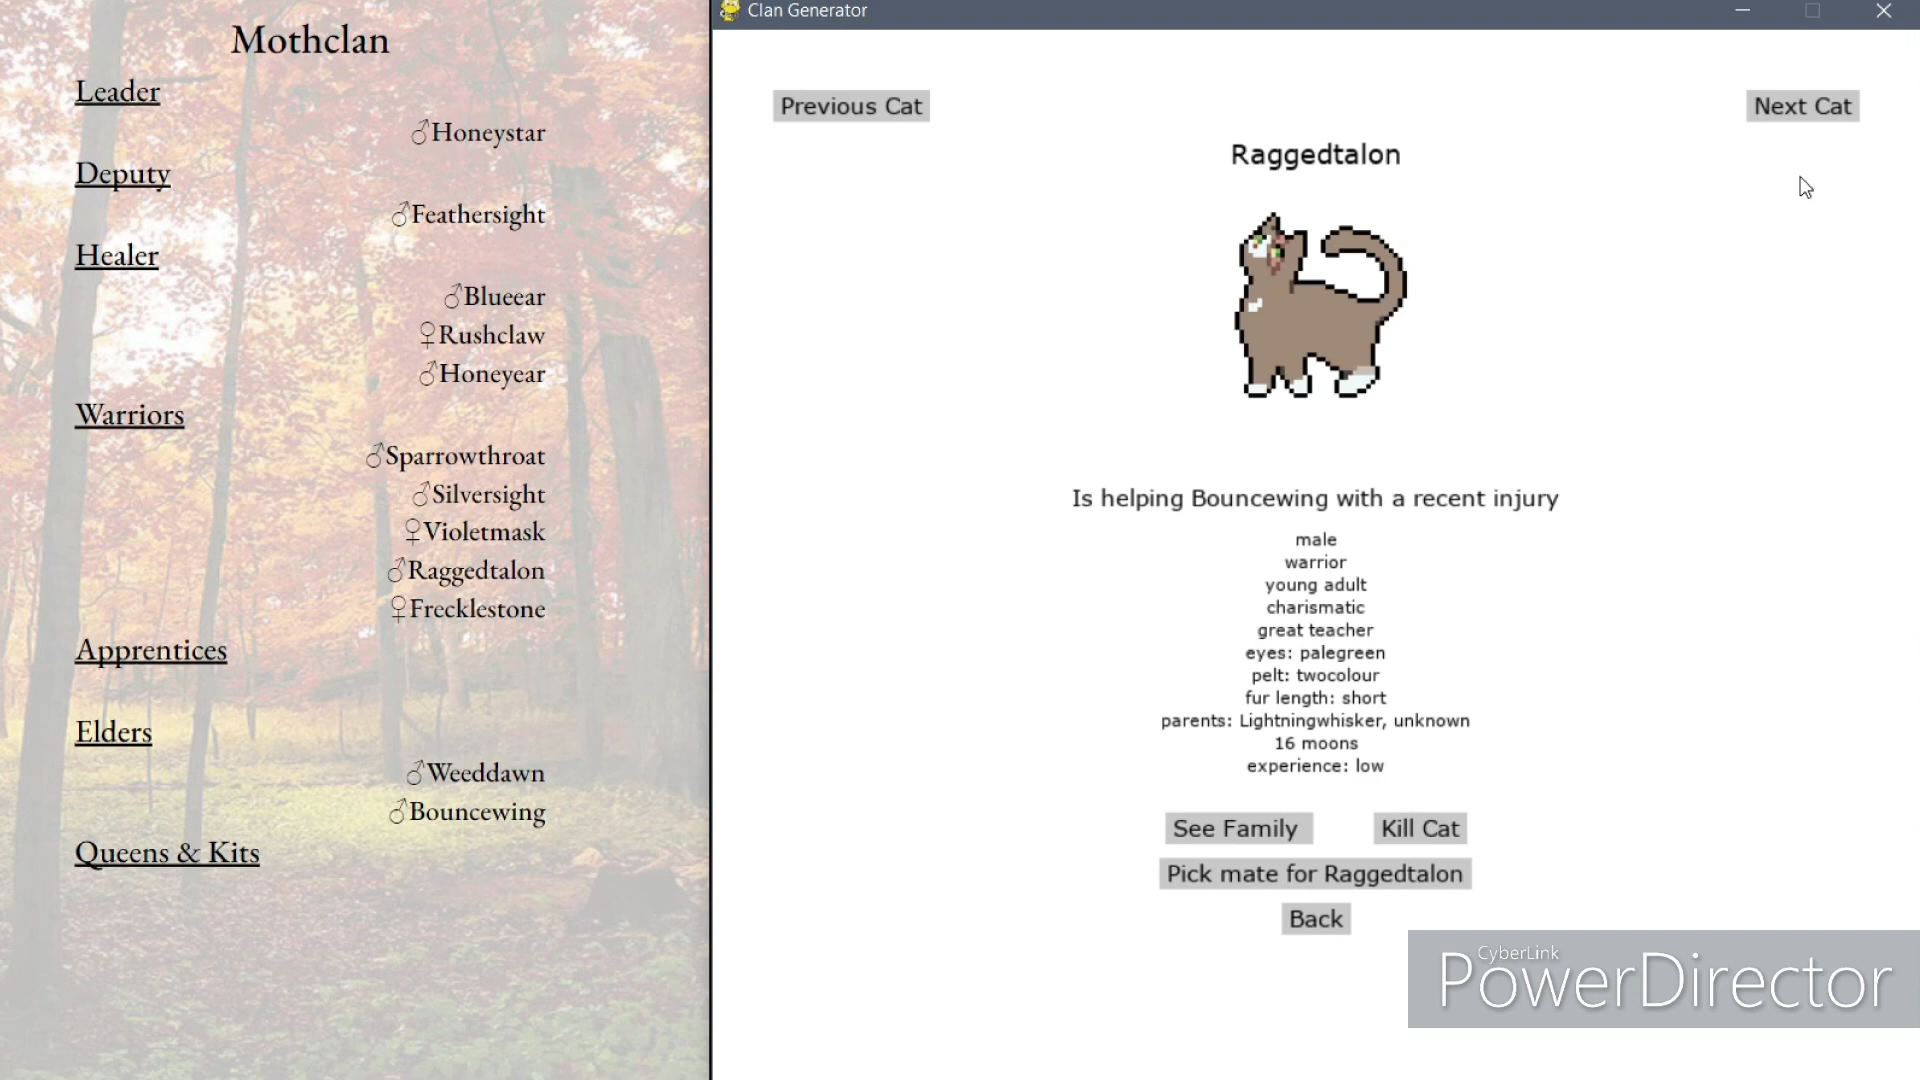 Mothclan
Leader
♂Honeystar
Deputy
♂Feathersight
Healer
♂Blueear
♀Rushclaw
♂Honeyear
Warriors
♂Sparrowthroat
♂Silversight
♀Violetmask
♂Raggedtalon
♀Frecklestone
Apprentices
Elders
♂Weeddawn
♂Bouncewing
Queens & Kits
Clan Generator
Previous Cat
Next Cat
Raggedtalon
Is helping Bouncewing with a recent injury
male
warrior
young adult
charismatic
great teacher
eyes: palegreen
pelt: twocolour
fur length: short
parents: Lightningwhisker, unknown
16 moons
experience: low
See Family
Kill Cat
Pick mate for Raggedtalon
Back
CyberLink
PowerDirector